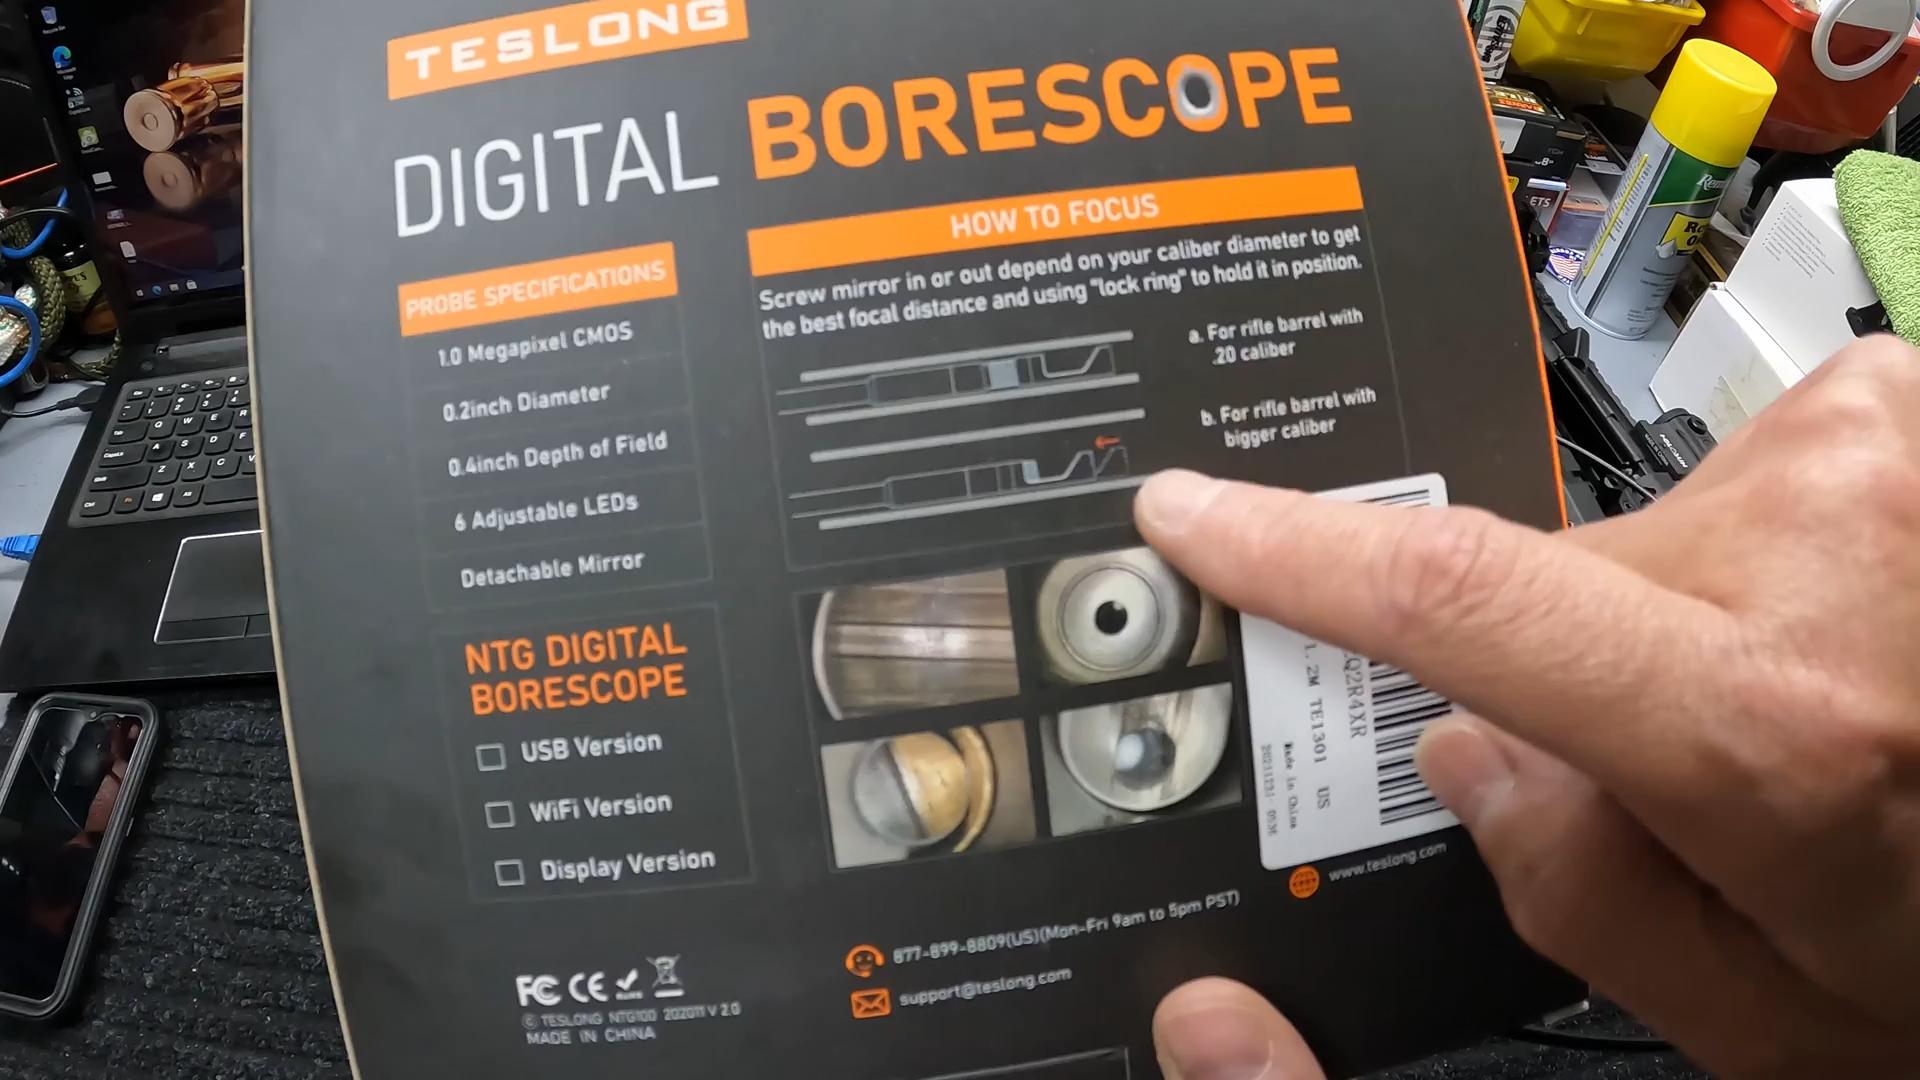 TESLONG
DIGITAL BORESCOPE
PROBE SPECIFICATIONS
1.0 Megapixel CMOS
0.2inch Diameter
0.4inch Depth of Field
6 Adjustable LEDs
Detachable Mirror
HOW TO FOCUS
Screw mirror in or out depend on your caliber diameter to get
the best focal distance and using "lock ring" to hold it in position.
a. For rifle barrel with
.20 caliber
b. For rifle barrel with
bigger caliber
NTG DIGITAL
BORESCOPE
USB Version
WiFi Version
Display Version
Q2R4XR
1.2M TE1301 US
Made in China
www.teslong.com
877-899-8809(US)(Mon-Fri 9am to 5pm PST)
support@teslong.com
FC CE
© TESLONG NTG100 202011 V 2.0
MADE IN CHINA